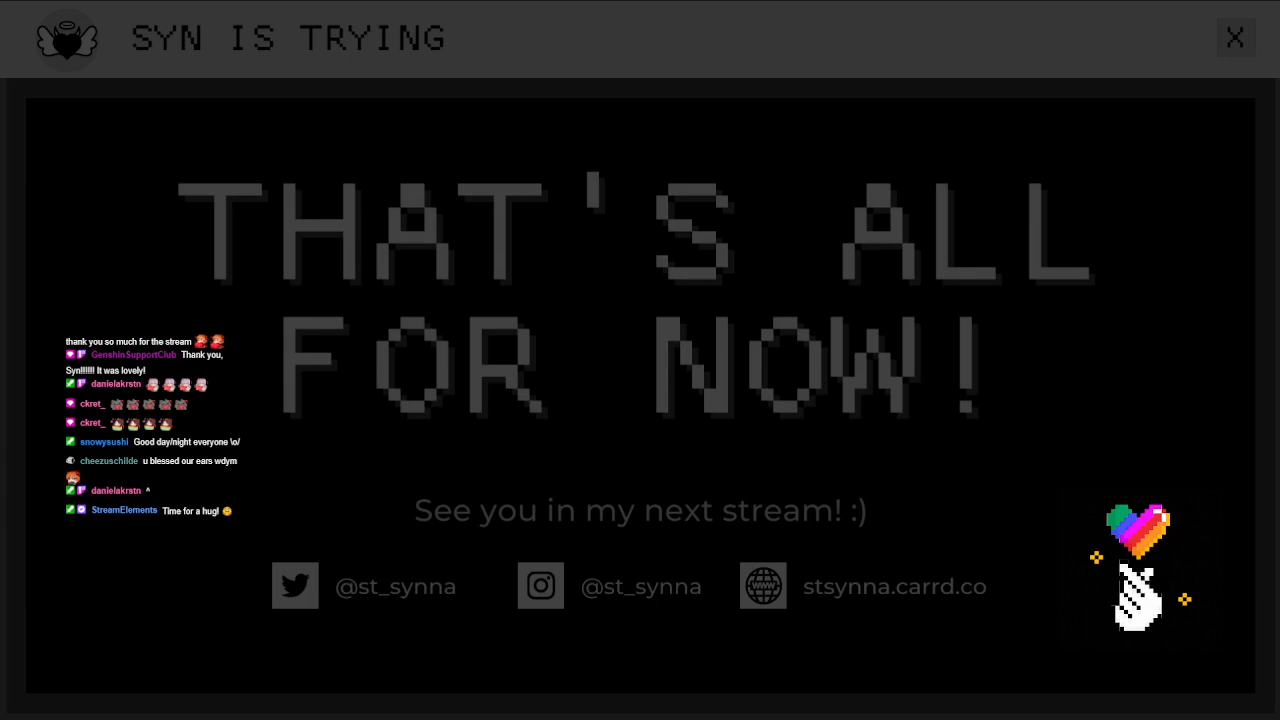 SYN IS TRYING
X
THAT'S ALL
FOR NOW!
thank you so much for the stream
GenshinSupportClub Thank you,
Syn!!!!!! It was lovely!
danielakrstn
ckret_
ckret_
snowysushi Good day/night everyone \o/
cheezuschilde u blessed our ears wdym
danielakrstn ^
StreamElements Time for a hug!
See you in my next stream! :)
@st_synna
@st_synna
www
stsynna.carrd.co